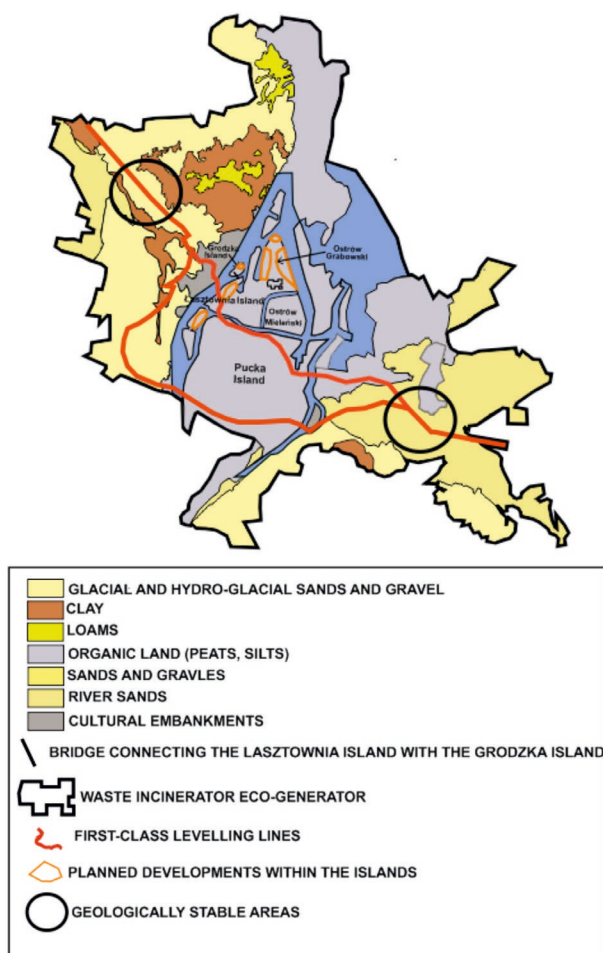 Grodzka
Island
Ostrów
Grabowski
Łasztownia Island
Ostrów
Mieleński
Pucka
Island
GLACIAL AND HYDRO-GLACIAL SANDS AND GRAVEL
CLAY
LOAMS
ORGANIC LAND (PEATS, SILTS)
SANDS AND GRAVLES
RIVER SANDS
CULTURAL EMBANKMENTS
BRIDGE CONNECTING THE LASZTOWNIA ISLAND WITH THE GRODZKA ISLAND
WASTE INCINERATOR ECO-GENERATOR
FIRST-CLASS LEVELLING LINES
PLANNED DEVELOPMENTS WITHIN THE ISLANDS
GEOLOGICALLY STABLE AREAS